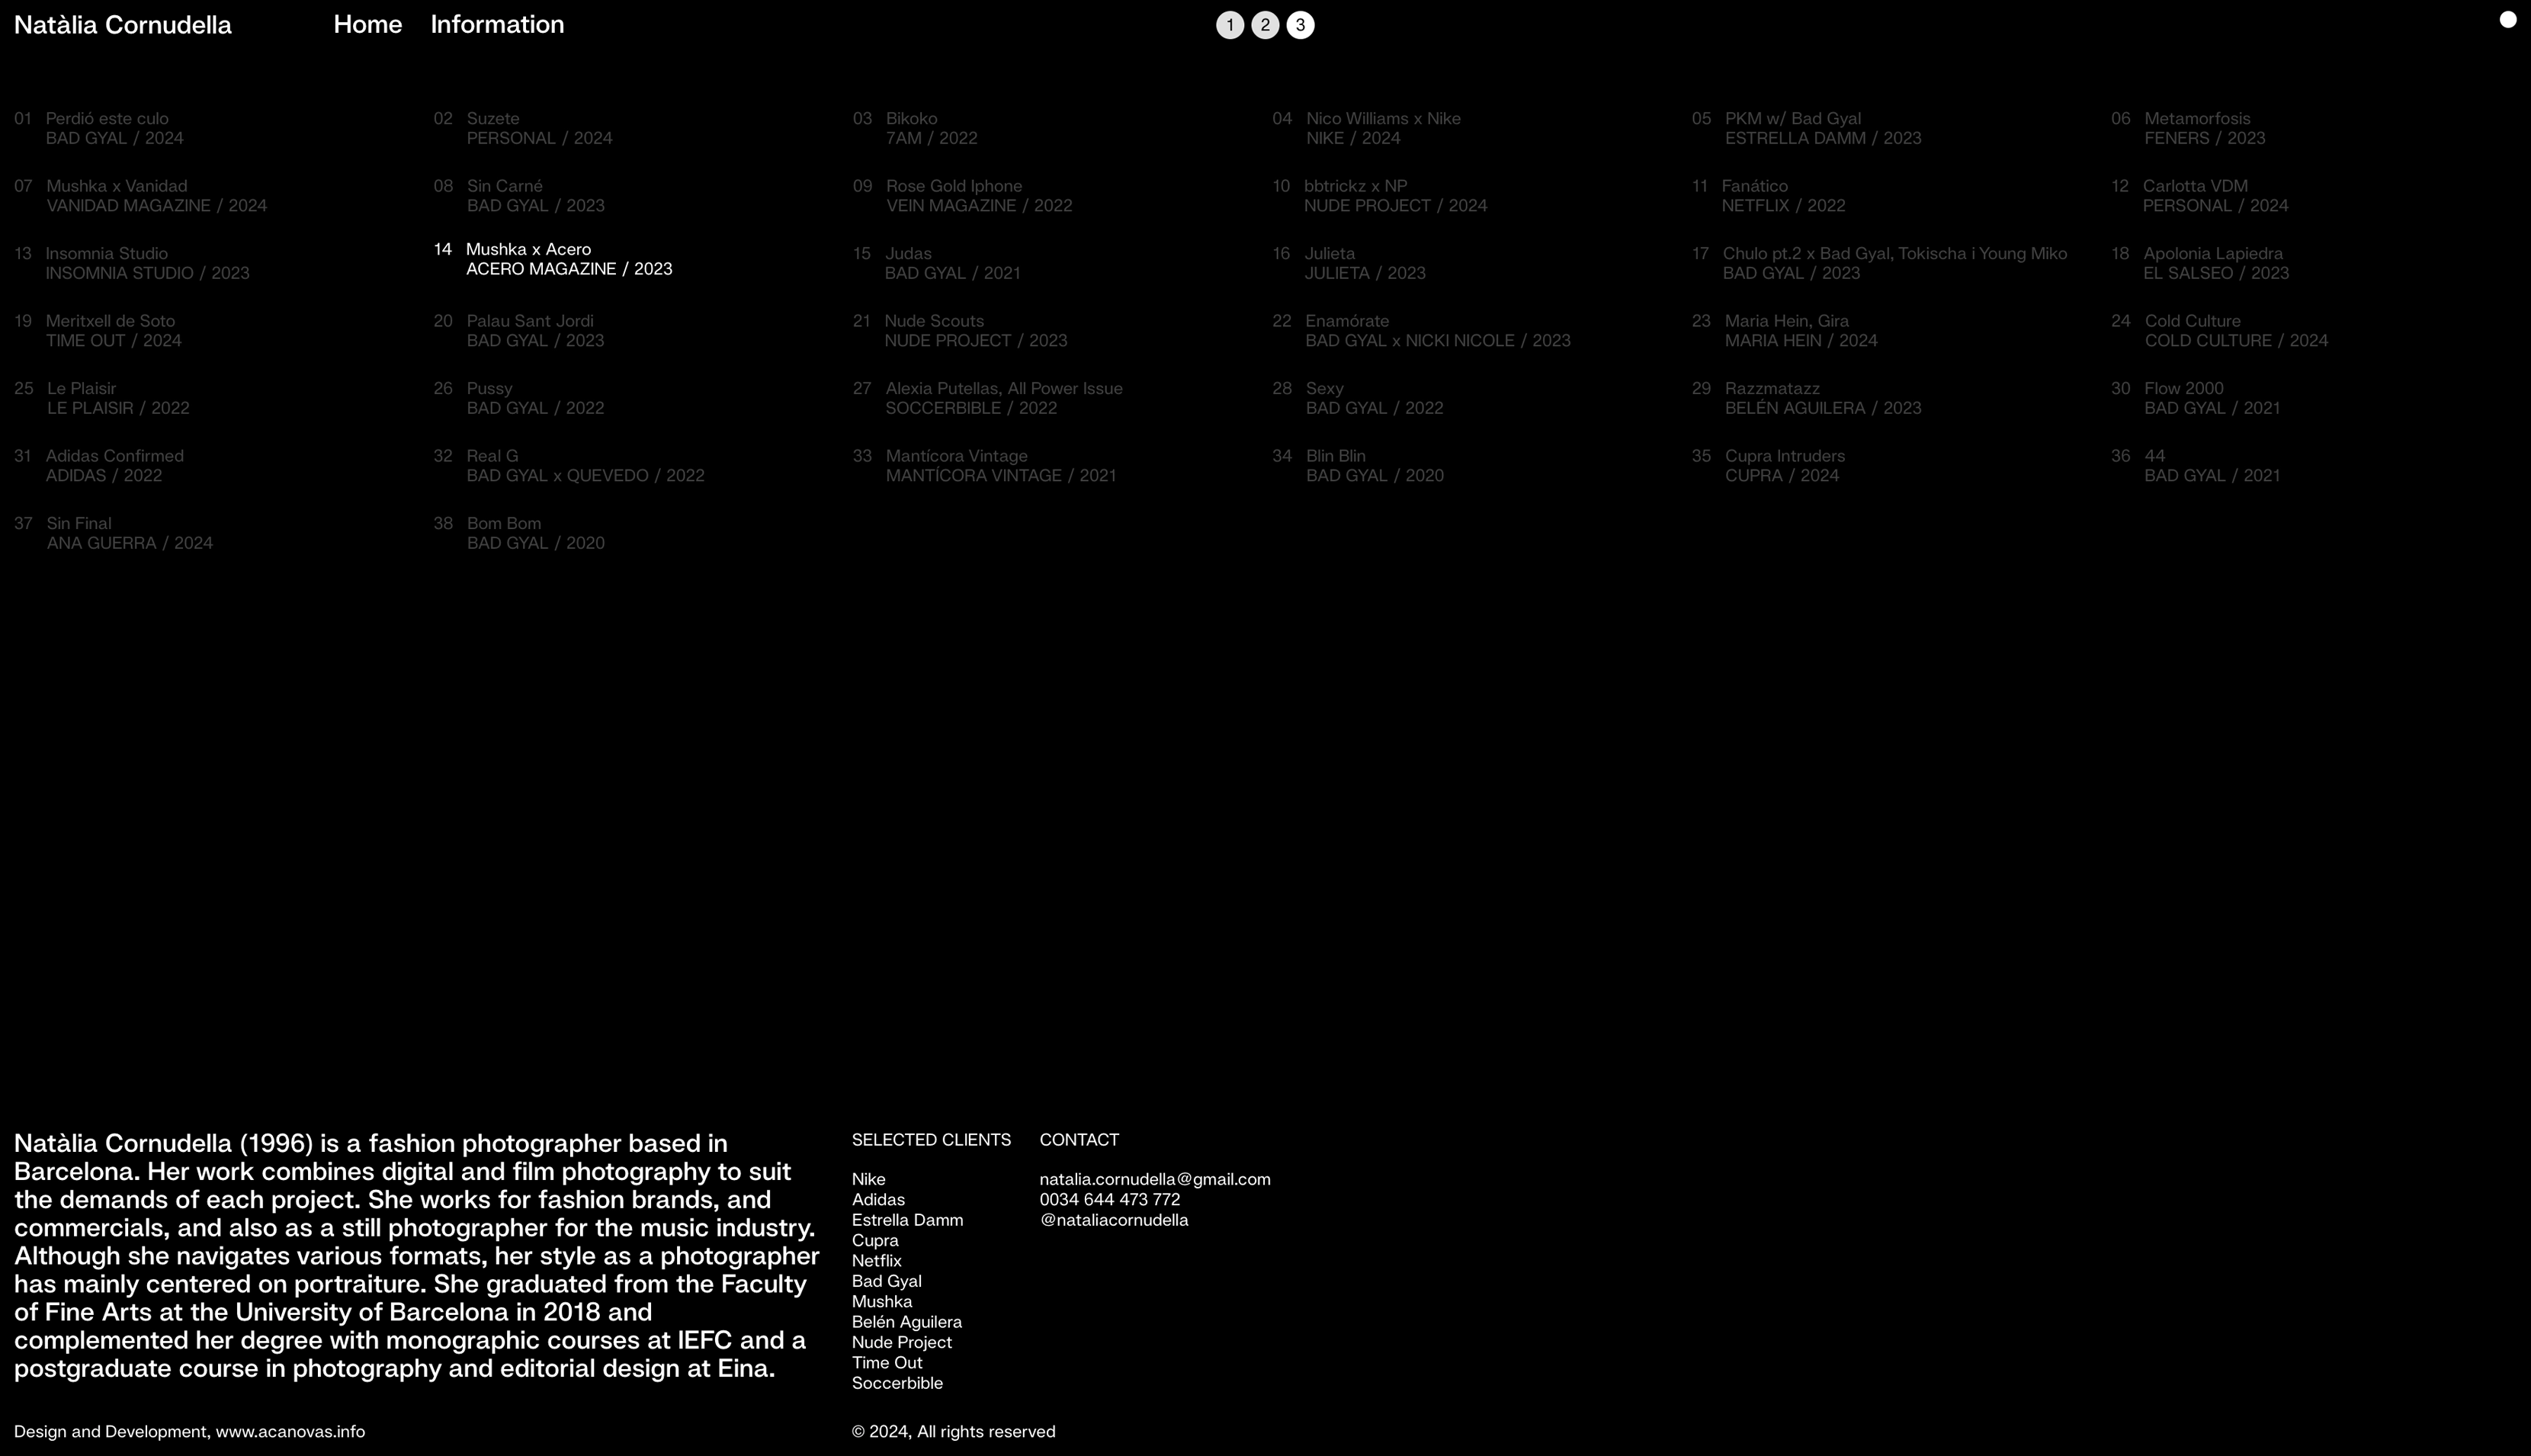 Natàlia Cornudella
Home
Information
1
2
3
01 Perdió este culo
BAD GYAL / 2024
02 Suzete
PERSONAL / 2024
03 Bikoko
7AM / 2022
04 Nico Williams x Nike
NIKE / 2024
05 PKM w/ Bad Gyal
ESTRELLA DAMM / 2023
06 Metamorfosis
FENERS / 2023
07 Mushka x Vanidad
VANIDAD MAGAZINE / 2024
08 Sin Carné
BAD GYAL / 2023
09 Rose Gold Iphone
VEIN MAGAZINE / 2022
10 bbtrickz x NP
NUDE PROJECT / 2024
11 Fanático
NETFLIX / 2022
12 Carlotta VDM
PERSONAL / 2024
13 Insomnia Studio
INSOMNIA STUDIO / 2023
14 Mushka x Acero
ACERO MAGAZINE / 2023
15 Judas
BAD GYAL / 2021
16 Julieta
JULIETA / 2023
17 Chulo pt.2 x Bad Gyal, Tokischa i Young Miko
BAD GYAL / 2023
18 Apolonia Lapiedra
EL SALSEO / 2023
19 Meritxell de Soto
TIME OUT / 2024
20 Palau Sant Jordi
BAD GYAL / 2023
21 Nude Scouts
NUDE PROJECT / 2023
22 Enamórate
BAD GYAL x NICKI NICOLE / 2023
23 Maria Hein, Gira
MARIA HEIN / 2024
24 Cold Culture
COLD CULTURE / 2024
25 Le Plaisir
LE PLAISIR / 2022
26 Pussy
BAD GYAL / 2022
27 Alexia Putellas, All Power Issue
SOCCERBIBLE / 2022
28 Sexy
BAD GYAL / 2022
29 Razzmatazz
BELÉN AGUILERA / 2023
30 Flow 2000
BAD GYAL / 2021
31 Adidas Confirmed
ADIDAS / 2022
32 Real G
BAD GYAL x QUEVEDO / 2022
33 Mantícora Vintage
MANTÍCORA VINTAGE / 2021
34 Blin Blin
BAD GYAL / 2020
35 Cupra Intruders
CUPRA / 2024
36 44
BAD GYAL / 2021
37 Sin Final
ANA GUERRA / 2024
38 Bom Bom
BAD GYAL / 2020
Natàlia Cornudella (1996) is a fashion photographer based in
Barcelona. Her work combines digital and film photography to suit
the demands of each project. She works for fashion brands, and
commercials, and also as a still photographer for the music industry.
Although she navigates various formats, her style as a photographer
has mainly centered on portraiture. She graduated from the Faculty
of Fine Arts at the University of Barcelona in 2018 and
complemented her degree with monographic courses at IEFC and a
postgraduate course in photography and editorial design at Eina.
SELECTED CLIENTS
Nike
Adidas
Estrella Damm
Cupra
Netflix
Bad Gyal
Mushka
Belén Aguilera
Nude Project
Time Out
Soccerbible
CONTACT
natalia.cornudella@gmail.com
0034 644 473 772
@nataliacornudella
Design and Development, www.acanovas.info
© 2024, All rights reserved